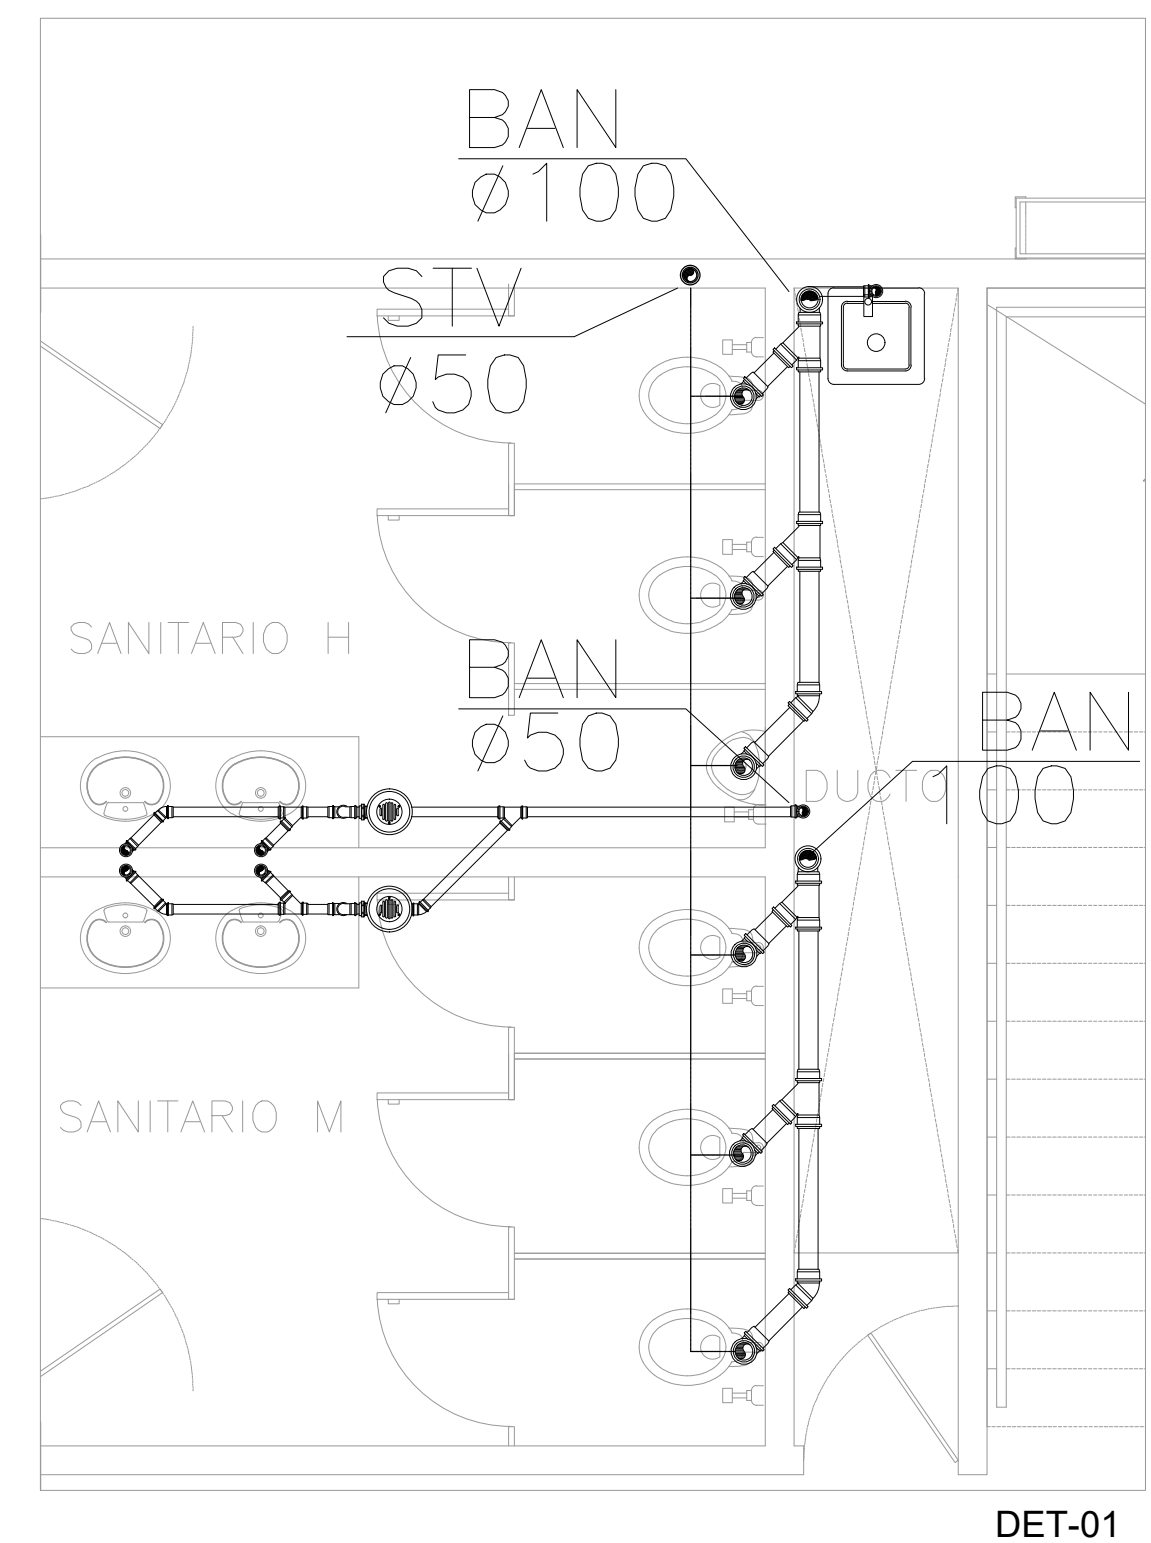 BAN
ø100
STV
ø50
SANITARIO H
BAN
ø50
BAN
100
DUCTO
SANITARIO M
DET-01